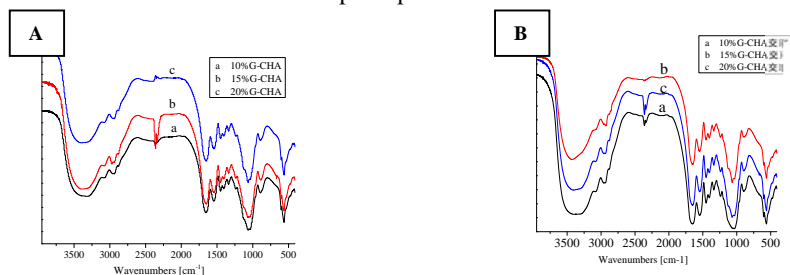 A
a 10%G-CHA
b 15%G-CHA
c 20%G-CHA
c
b
a
3500 3000 2500 2000 1500 1000 500
Wavenumbers [cm⁻¹]
B
a 10%G-CHA交
b 15%G-CHA交
c 20%G-CHA交
b
c
a
3500 3000 2500 2000 1500 1000 500
Wavenumbers [cm-1]